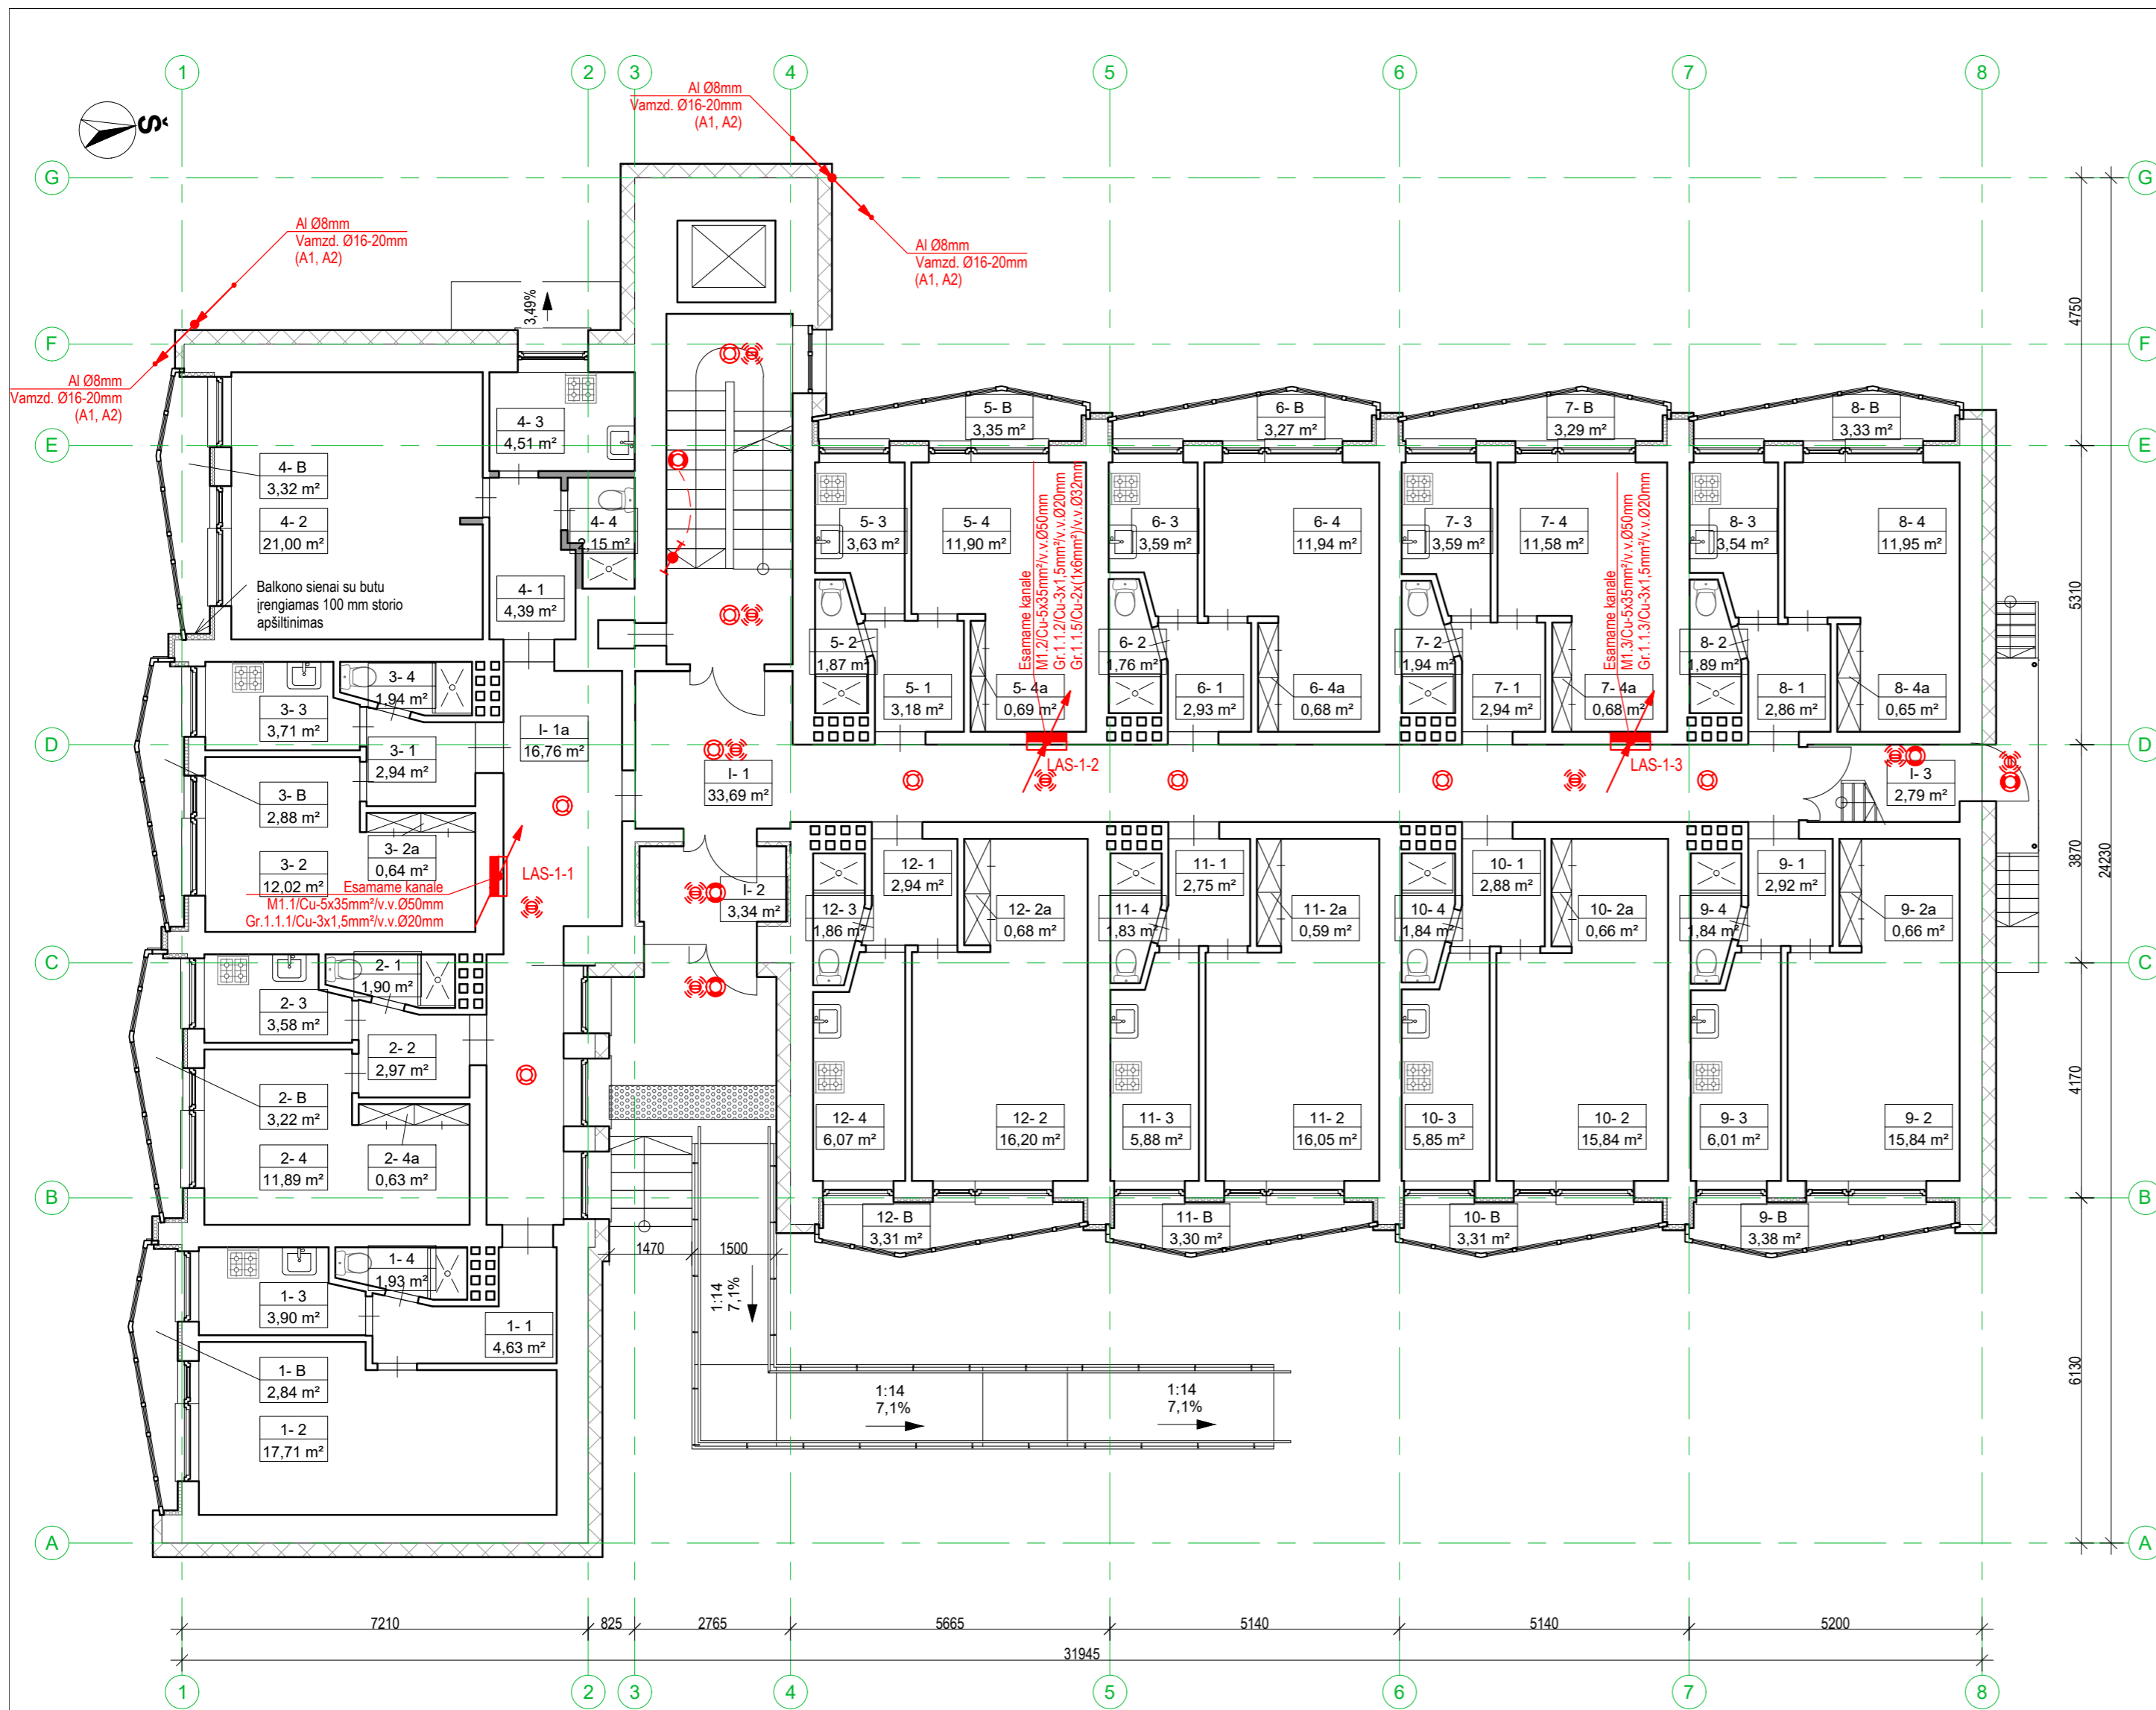 1
2
3
4
5
6
7
8
Al Ø8mm
Vamzd. Ø16-20mm
(A1, A2)
Š
G
G
Al Ø8mm
Vamzd. Ø16-20mm
(A1, A2)
Al Ø8mm
Vamzd. Ø16-20mm
(A1, A2)
3,49%
4750
F
F
Al Ø8mm
Vamzd. Ø16-20mm
(A1, A2)
4- 3
4,51 m²
5- B
3,35 m²
6- B
3,27 m²
7- B
3,29 m²
8- B
3,33 m²
E
E
4- B
3,32 m²
4- 2
21,00 m²
4- 4
2,15 m²
5- 3
3,63 m²
5- 4
11,90 m²
Esamame kanale
M1.2/Cu-5x35mm²/v.v.Ø50mm
Gr.1.1.2/Cu-3x1,5mm²/v.v.Ø20mm
Gr.1.1.5/Cu-2x(1x6mm²)/v.v.Ø32mm
6- 3
3,59 m²
6- 4
11,94 m²
7- 3
3,59 m²
7- 4
11,58 m²
Esamame kanale
M1.3/Cu-5x35mm²/v.v.Ø50mm
Gr.1.1.3/Cu-3x1,5mm²/v.v.Ø20mm
8- 3
3,54 m²
8- 4
11,95 m²
Balkono sienai su butu
įrengiamas 100 mm storio
apšiltinimas
4- 1
4,39 m²
5310
5- 2
1,87 m²
6- 2
1,76 m²
7- 2
1,94 m²
8- 2
1,89 m²
3- 4
1,94 m²
3- 3
3,71 m²
5- 1
3,18 m²
5- 4a
0,69 m²
6- 1
2,93 m²
6- 4a
0,68 m²
7- 1
2,94 m²
7- 4a
0,68 m²
8- 1
2,86 m²
8- 4a
0,65 m²
D
D
3- 1
2,94 m²
I- 1a
16,76 m²
I- 1
33,69 m²
LAS-1-2
LAS-1-3
I- 3
2,79 m²
3- B
2,88 m²
3- 2
12,02 m²
3- 2a
0,64 m²
LAS-1-1
Esamame kanale
M1.1/Cu-5x35mm²/v.v.Ø50mm
Gr.1.1.1/Cu-3x1,5mm²/v.v.Ø20mm
I- 2
3,34 m²
12- 1
2,94 m²
11- 1
2,75 m²
10- 1
2,88 m²
9- 1
2,92 m²
3870
24230
12- 3
1,86 m²
12- 2a
0,68 m²
11- 4
1,83 m²
11- 2a
0,59 m²
10- 4
1,84 m²
10- 2a
0,66 m²
9- 4
1,84 m²
9- 2a
0,66 m²
C
C
2- 1
1,90 m²
2- 3
3,58 m²
2- 2
2,97 m²
2- B
3,22 m²
2- 4
11,89 m²
2- 4a
0,63 m²
4170
12- 4
6,07 m²
12- 2
16,20 m²
11- 3
5,88 m²
11- 2
16,05 m²
10- 3
5,85 m²
10- 2
15,84 m²
9- 3
6,01 m²
9- 2
15,84 m²
B
B
12- B
3,31 m²
11- B
3,30 m²
10- B
3,31 m²
9- B
3,38 m²
1470
1500
1- 4
1,93 m²
1- 3
3,90 m²
1- 1
4,63 m²
1:14
7,1%
1- B
2,84 m²
1- 2
17,71 m²
1:14
7,1%
1:14
7,1%
6130
A
A
7210
825
2765
5665
5140
5140
5200
31945
1
2
3
4
5
6
7
8